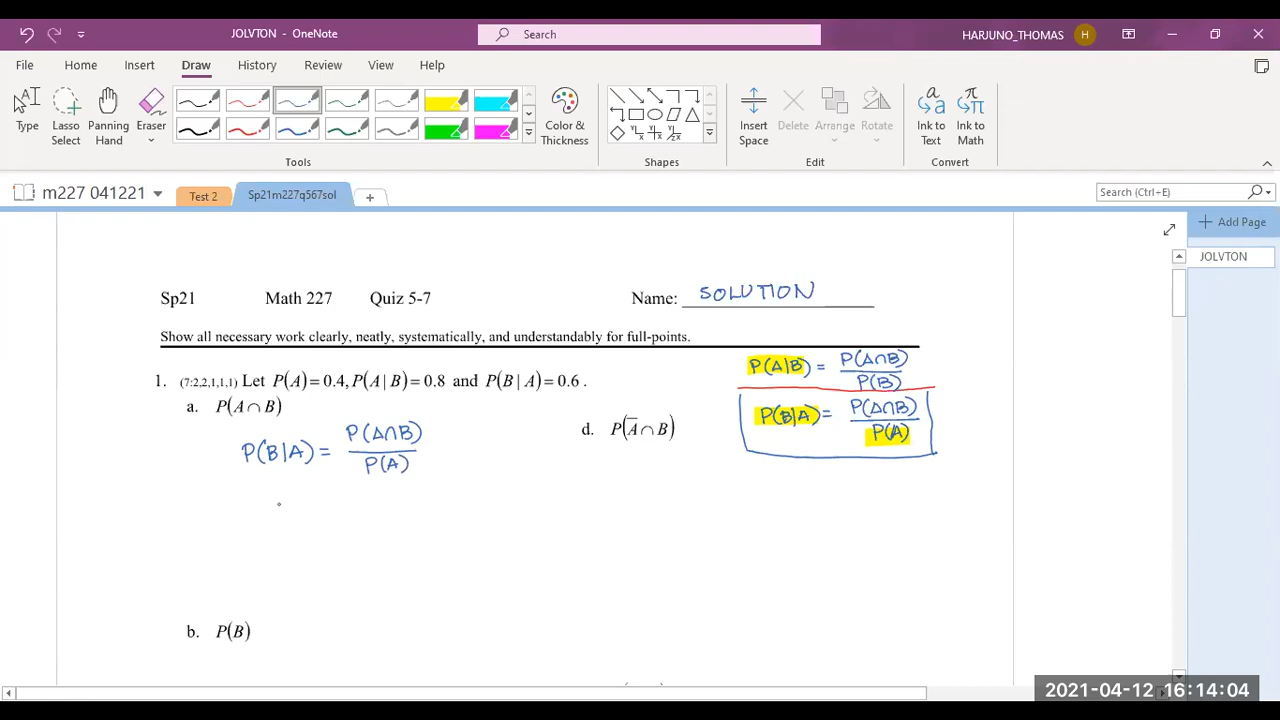 JOLVTON - OneNote
Search
HARJUNO_THOMAS
H
File Home Insert Draw History Review View Help
Type
Lasso Select
Panning Hand
Eraser
Color & Thickness
Insert Space
Delete
Arrange
Rotate
Ink to Text
Ink to Math
Tools
Shapes
Edit
Convert
m227 041221
Test 2
Sp21m227q567sol
Search (Ctrl+E)
Add Page
JOLVTON
Sp21 Math 227 Quiz 5-7 Name: SOLUTION
Show all necessary work clearly, neatly, systematically, and understandably for full-points.
P(A|B) = P(A∩B) / P(B)
1. (7:2,2,1,1,1) Let P(A) = 0.4, P(A | B) = 0.8 and P(B | A) = 0.6 .
a. P(A ∩ B)
P(B|A) = P(A∩B) / P(A)
d. P(A̅ ∩ B)
P(B|A) = P(A∩B) / P(A)
b. P(B)
2021-04-12 16:14:04